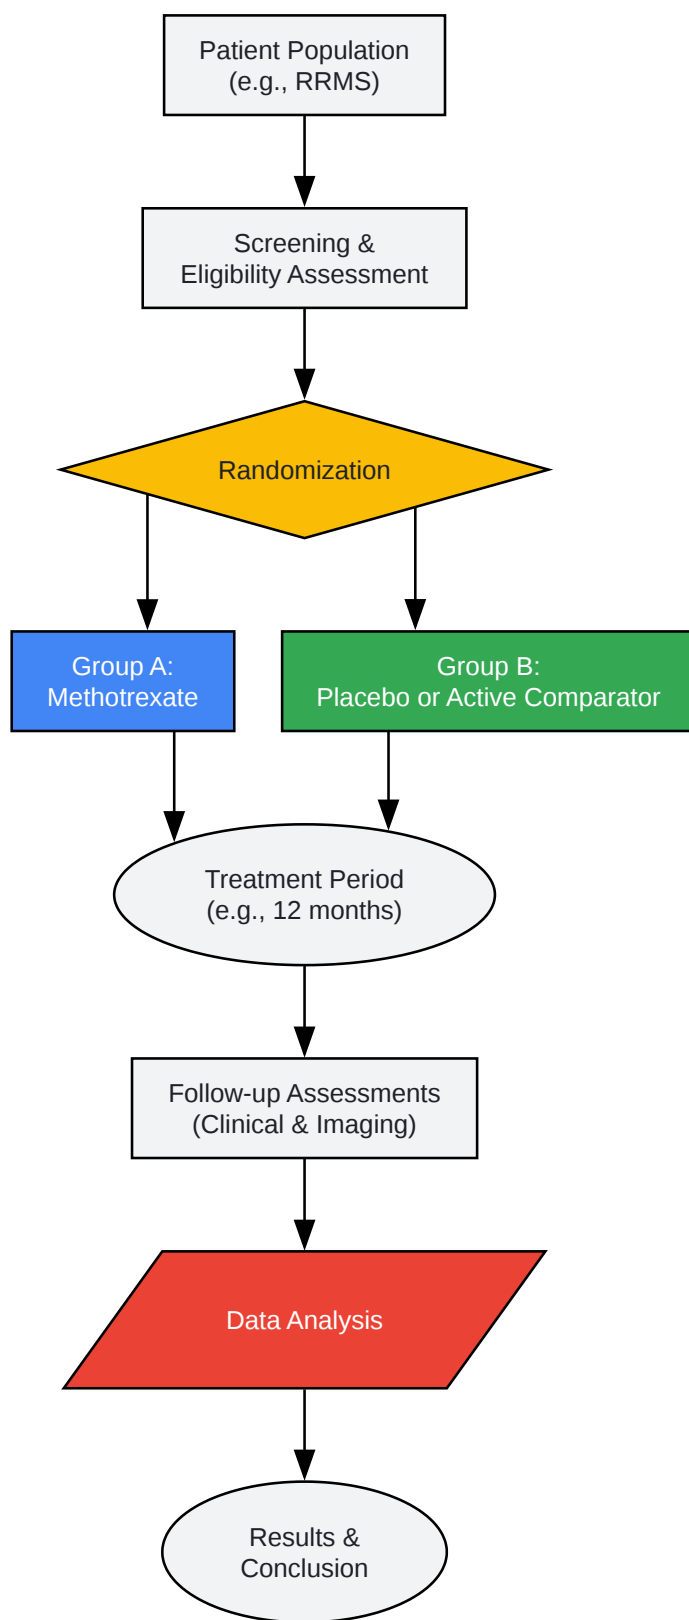 Patient Population
(e.g., RRMS)
Screening &
Eligibility Assessment
Randomization
Group A:
Methotrexate
Group B:
Placebo or Active Comparator
Treatment Period
(e.g., 12 months)
Follow-up Assessments
(Clinical & Imaging)
Data Analysis
Results &
Conclusion